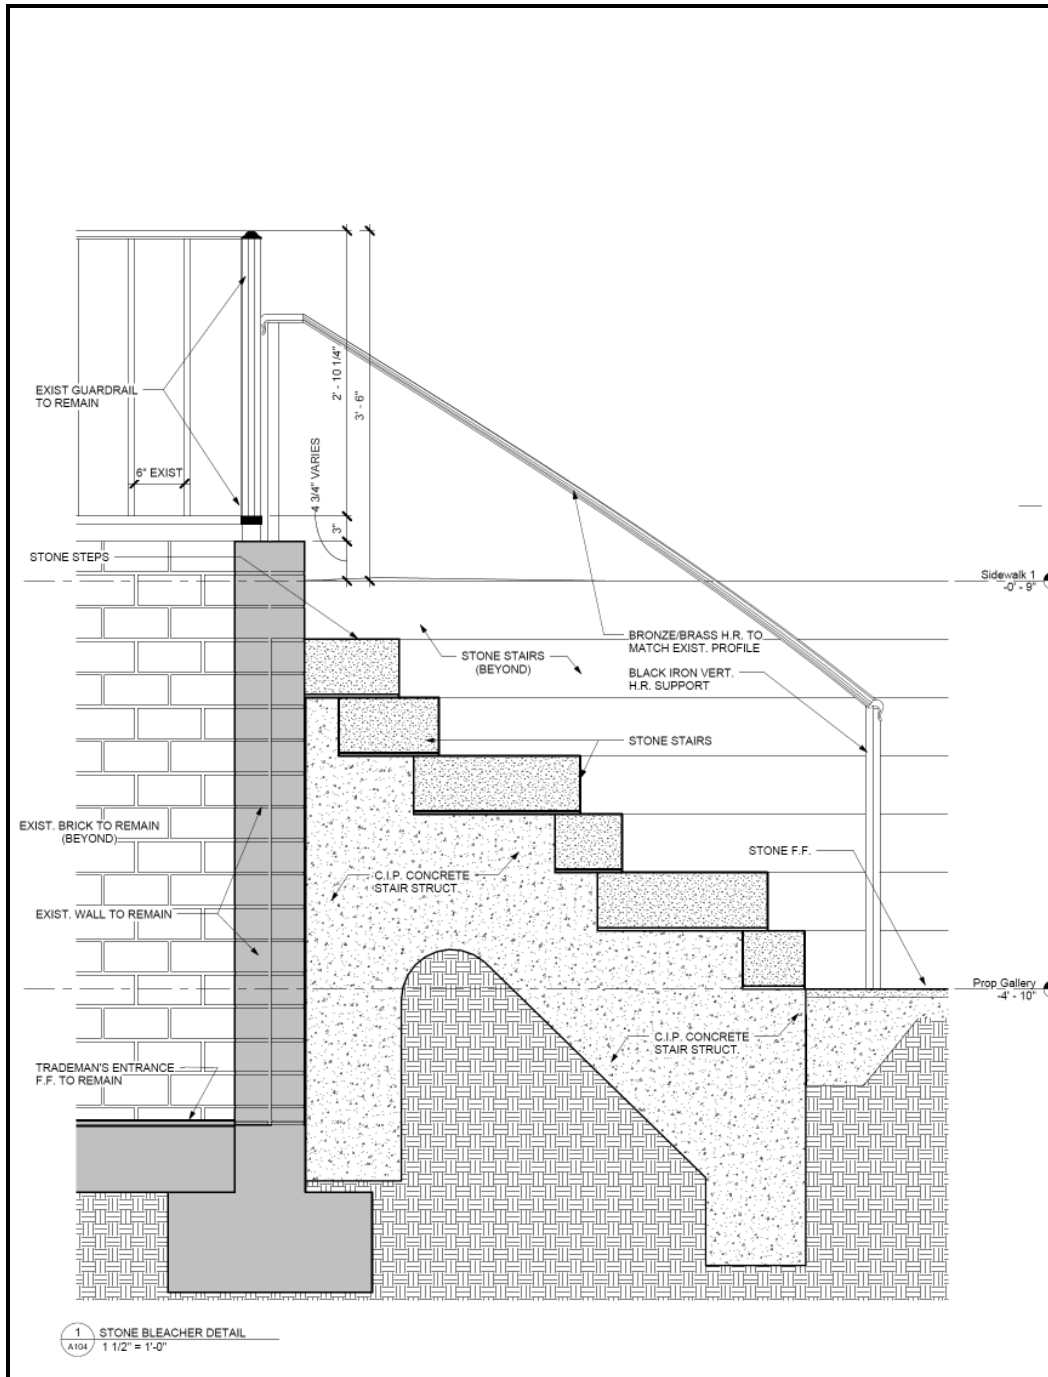 EXIST GUARDRAIL
TO REMAIN
6" EXIST
2' - 10 1/4"
3' - 6"
4 3/4" VARIES
3"
STONE STEPS
Sidewalk 1
-0' - 9"
STONE STAIRS
(BEYOND)
BRONZE/BRASS H.R. TO
MATCH EXIST. PROFILE
BLACK IRON VERT.
H.R. SUPPORT
STONE STAIRS
EXIST. BRICK TO REMAIN
(BEYOND)
STONE F.F.
C.I.P. CONCRETE
STAIR STRUCT.
EXIST. WALL TO REMAIN
Prop Gallery
-4' - 10"
C.I.P. CONCRETE
STAIR STRUCT.
TRADEMAN'S ENTRANCE
F.F. TO REMAIN
1
A104
STONE BLEACHER DETAIL
1 1/2" = 1'-0"